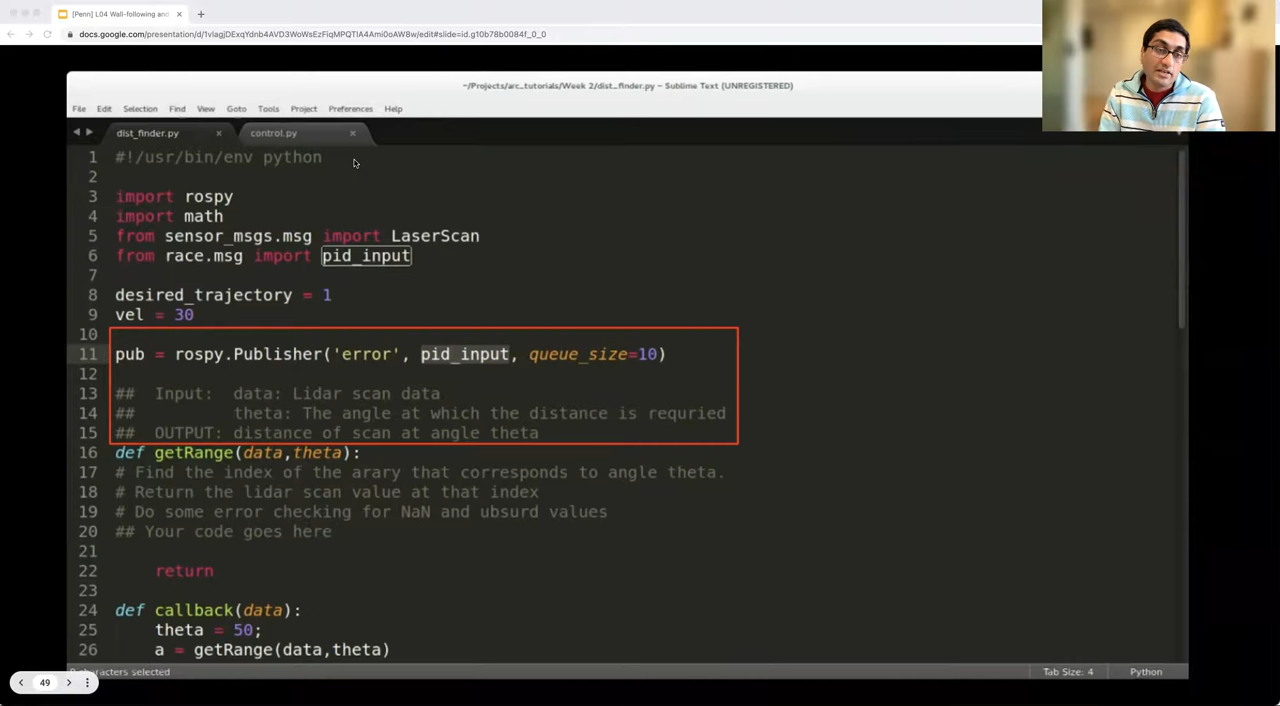 [Penn] L04 Wall-following and
docs.google.com/presentation/d/1viagjDExqYdnb4AVD3WoWsEzFiqMPQTlA4Ami0oAW8w/edit#slide=id.g10b78b0084f_0_0
~/Projects/arc_tutorials/Week 2/dist_finder.py - Sublime Text (UNREGISTERED)
File Edit Selection Find View Goto Tools Project Preferences Help
dist_finder.py control.py
1 #!/usr/bin/env python
2
3 import rospy
4 import math
5 from sensor_msgs.msg import LaserScan
6 from race.msg import pid_input
7
8 desired_trajectory = 1
9 vel = 30
10
11 pub = rospy.Publisher('error', pid_input, queue_size=10)
12
13 ## Input: data: Lidar scan data
14 ## theta: The angle at which the distance is requried
15 ## OUTPUT: distance of scan at angle theta
16 def getRange(data,theta):
17 # Find the index of the arary that corresponds to angle theta.
18 # Return the lidar scan value at that index
19 # Do some error checking for NaN and ubsurd values
20 ## Your code goes here
21
22 return
23
24 def callback(data):
25 theta = 50;
26 a = getRange(data,theta)
characters selected Tab Size: 4 Python
49